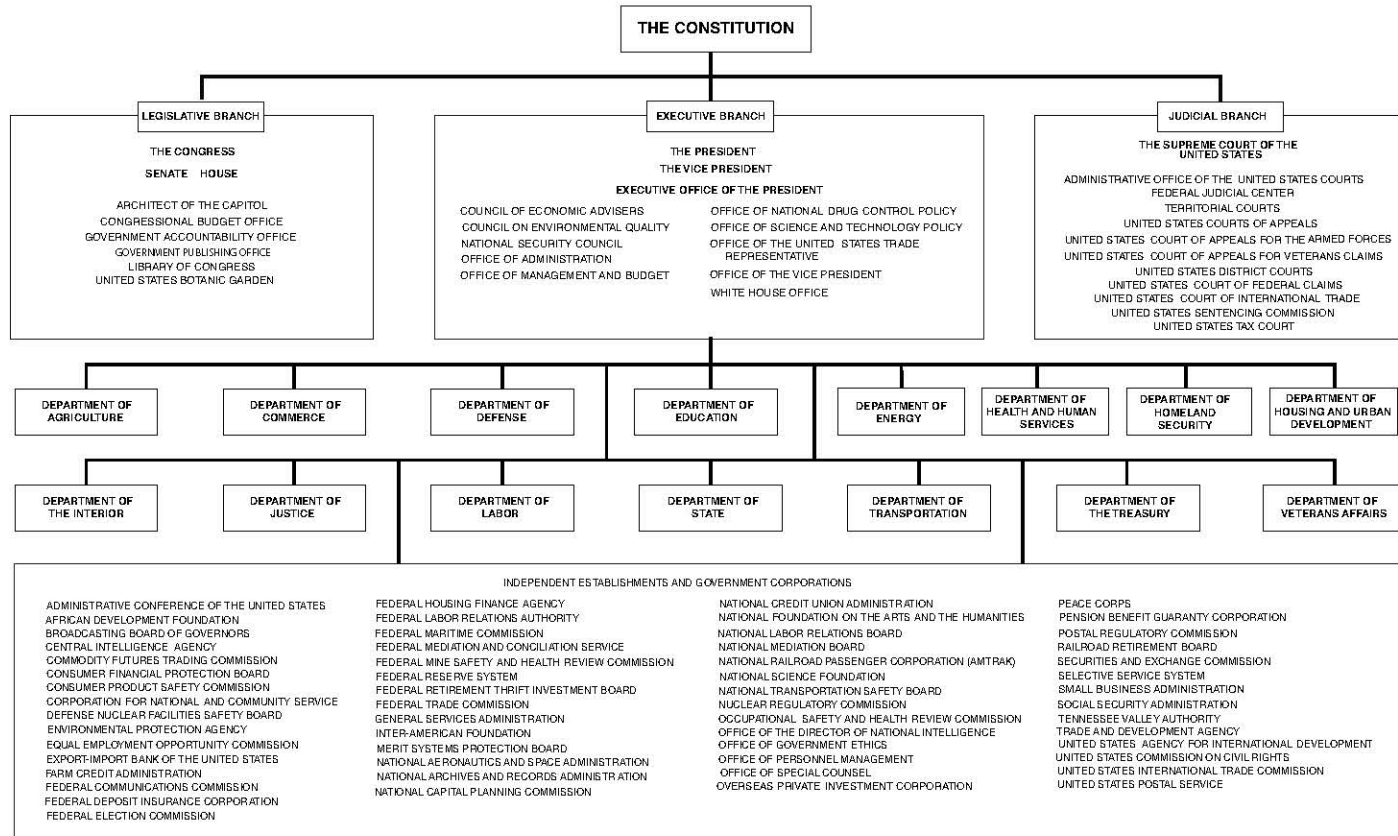 THE CONSTITUTION
LEGISLATIVE BRANCH
THE CONGRESS
SENATE HOUSE
ARCHITECT OF THE CAPITOL
CONGRESSIONAL BUDGET OFFICE
GOVERNMENT ACCOUNTABILITY OFFICE
GOVERNMENT PUBLISHING OFFICE
LIBRARY OF CONGRESS
UNITED STATES BOTANIC GARDEN
EXECUTIVE BRANCH
THE PRESIDENT
THE VICE PRESIDENT
EXECUTIVE OFFICE OF THE PRESIDENT
COUNCIL OF ECONOMIC ADVISERS
COUNCIL ON ENVIRONMENTAL QUALITY
NATIONAL SECURITY COUNCIL
OFFICE OF ADMINISTRATION
OFFICE OF MANAGEMENT AND BUDGET
OFFICE OF NATIONAL DRUG CONTROL POLICY
OFFICE OF SCIENCE AND TECHNOLOGY POLICY
OFFICE OF THE UNITED STATES TRADE
REPRESENTATIVE
OFFICE OF THE VICE PRESIDENT
WHITE HOUSE OFFICE
JUDICIAL BRANCH
THE SUPREME COURT OF THE
UNITED STATES
ADMINISTRATIVE OFFICE OF THE UNITED STATES COURTS
FEDERAL JUDICIAL CENTER
TERRITORIAL COURTS
UNITED STATES COURTS OF APPEALS
UNITED STATES COURT OF APPEALS FOR THE ARMED FORCES
UNITED STATES COURT OF APPEALS FOR VETERANS CLAIMS
UNITED STATES DISTRICT COURTS
UNITED STATES COURT OF FEDERAL CLAIMS
UNITED STATES COURT OF INTERNATIONAL TRADE
UNITED STATES SENTENCING COMMISSION
UNITED STATES TAX COURT
DEPARTMENT OF
AGRICULTURE
DEPARTMENT OF
COMMERCE
DEPARTMENT OF
DEFENSE
DEPARTMENT OF
EDUCATION
DEPARTMENT OF
ENERGY
DEPARTMENT OF
HEALTH AND HUMAN
SERVICES
DEPARTMENT OF
HOMELAND
SECURITY
DEPARTMENT OF
HOUSING AND URBAN
DEVELOPMENT
DEPARTMENT OF
THE INTERIOR
DEPARTMENT OF
JUSTICE
DEPARTMENT OF
LABOR
DEPARTMENT OF
STATE
DEPARTMENT OF
TRANSPORTATION
DEPARTMENT OF
THE TREASURY
DEPARTMENT OF
VETERANS AFFAIRS
INDEPENDENT ESTABLISHMENTS AND GOVERNMENT CORPORATIONS
ADMINISTRATIVE CONFERENCE OF THE UNITED STATES
AFRICAN DEVELOPMENT FOUNDATION
BROADCASTING BOARD OF GOVERNORS
CENTRAL INTELLIGENCE AGENCY
COMMODITY FUTURES TRADING COMMISSION
CONSUMER FINANCIAL PROTECTION BOARD
CONSUMER PRODUCT SAFETY COMMISSION
CORPORATION FOR NATIONAL AND COMMUNITY SERVICE
DEFENSE NUCLEAR FACILITIES SAFETY BOARD
ENVIRONMENTAL PROTECTION AGENCY
EQUAL EMPLOYMENT OPPORTUNITY COMMISSION
EXPORT-IMPORT BANK OF THE UNITED STATES
FARM CREDIT ADMINISTRATION
FEDERAL COMMUNICATIONS COMMISSION
FEDERAL DEPOSIT INSURANCE CORPORATION
FEDERAL ELECTION COMMISSION
FEDERAL HOUSING FINANCE AGENCY
FEDERAL LABOR RELATIONS AUTHORITY
FEDERAL MARITIME COMMISSION
FEDERAL MEDIATION AND CONCILIATION SERVICE
FEDERAL MINE SAFETY AND HEALTH REVIEW COMMISSION
FEDERAL RESERVE SYSTEM
FEDERAL RETIREMENT THRIFT INVESTMENT BOARD
FEDERAL TRADE COMMISSION
GENERAL SERVICES ADMINISTRATION
INTER-AMERICAN FOUNDATION
MERIT SYSTEMS PROTECTION BOARD
NATIONAL AERONAUTICS AND SPACE ADMINISTRATION
NATIONAL ARCHIVES AND RECORDS ADMINISTRATION
NATIONAL CAPITAL PLANNING COMMISSION
NATIONAL CREDIT UNION ADMINISTRATION
NATIONAL FOUNDATION ON THE ARTS AND THE HUMANITIES
NATIONAL LABOR RELATIONS BOARD
NATIONAL MEDIATION BOARD
NATIONAL RAILROAD PASSENGER CORPORATION (AMTRAK)
NATIONAL SCIENCE FOUNDATION
NATIONAL TRANSPORTATION SAFETY BOARD
NUCLEAR REGULATORY COMMISSION
OCCUPATIONAL SAFETY AND HEALTH REVIEW COMMISSION
OFFICE OF THE DIRECTOR OF NATIONAL INTELLIGENCE
OFFICE OF GOVERNMENT ETHICS
OFFICE OF PERSONNEL MANAGEMENT
OFFICE OF SPECIAL COUNSEL
OVERSEAS PRIVATE INVESTMENT CORPORATION
PEACE CORPS
PENSION BENEFIT GUARANTY CORPORATION
POSTAL REGULATORY COMMISSION
RAILROAD RETIREMENT BOARD
SECURITIES AND EXCHANGE COMMISSION
SELECTIVE SERVICE SYSTEM
SMALL BUSINESS ADMINISTRATION
SOCIAL SECURITY ADMINISTRATION
TENNESSEE VALLEY AUTHORITY
TRADE AND DEVELOPMENT AGENCY
UNITED STATES AGENCY FOR INTERNATIONAL DEVELOPMENT
UNITED STATES COMMISSION ON CIVIL RIGHTS
UNITED STATES INTERNATIONAL TRADE COMMISSION
UNITED STATES POSTAL SERVICE